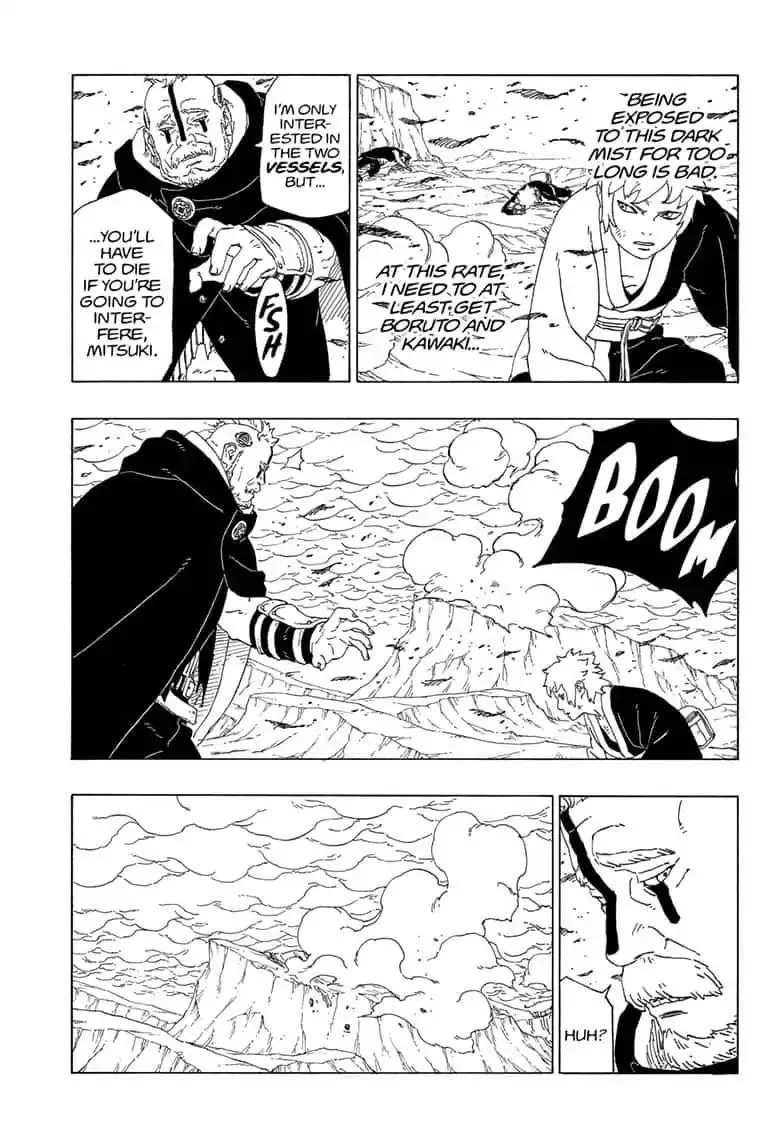 BEING
EXPOSED
TO THIS DARK
MIST FOR TOO
LONG IS BAD.
AT THIS RATE,
I NEED TO AT
LEAST GET
BORUTO AND
KAWAKI...
I'M ONLY
INTER-
ESTED IN
THE TWO
VESSELS,
BUT...
...YOU'LL
HAVE
TO DIE
IF YOU'RE
GOING TO
INTER-
FERE,
MITSUKI.
FSH
BOOM
HUH?